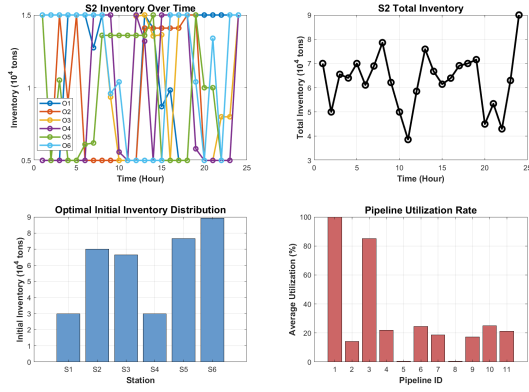 S2 Inventory Over Time
Inventory (10⁴ tons)
1.5
1
0.5
O1
O2
O3
O4
O5
O6
0 5 10 15 20 25
Time (Hour)
S2 Total Inventory
Total Inventory (10⁴ tons)
9
8
7
6
5
4
3
0 5 10 15 20 25
Time (Hour)
Optimal Initial Inventory Distribution
Initial Inventory (10⁴ tons)
9
8
7
6
5
4
3
2
1
0
S1 S2 S3 S4 S5 S6
Station
Pipeline Utilization Rate
Average Utilization (%)
100
80
60
40
20
0
1 2 3 4 5 6 7 8 9 10 11
Pipeline ID